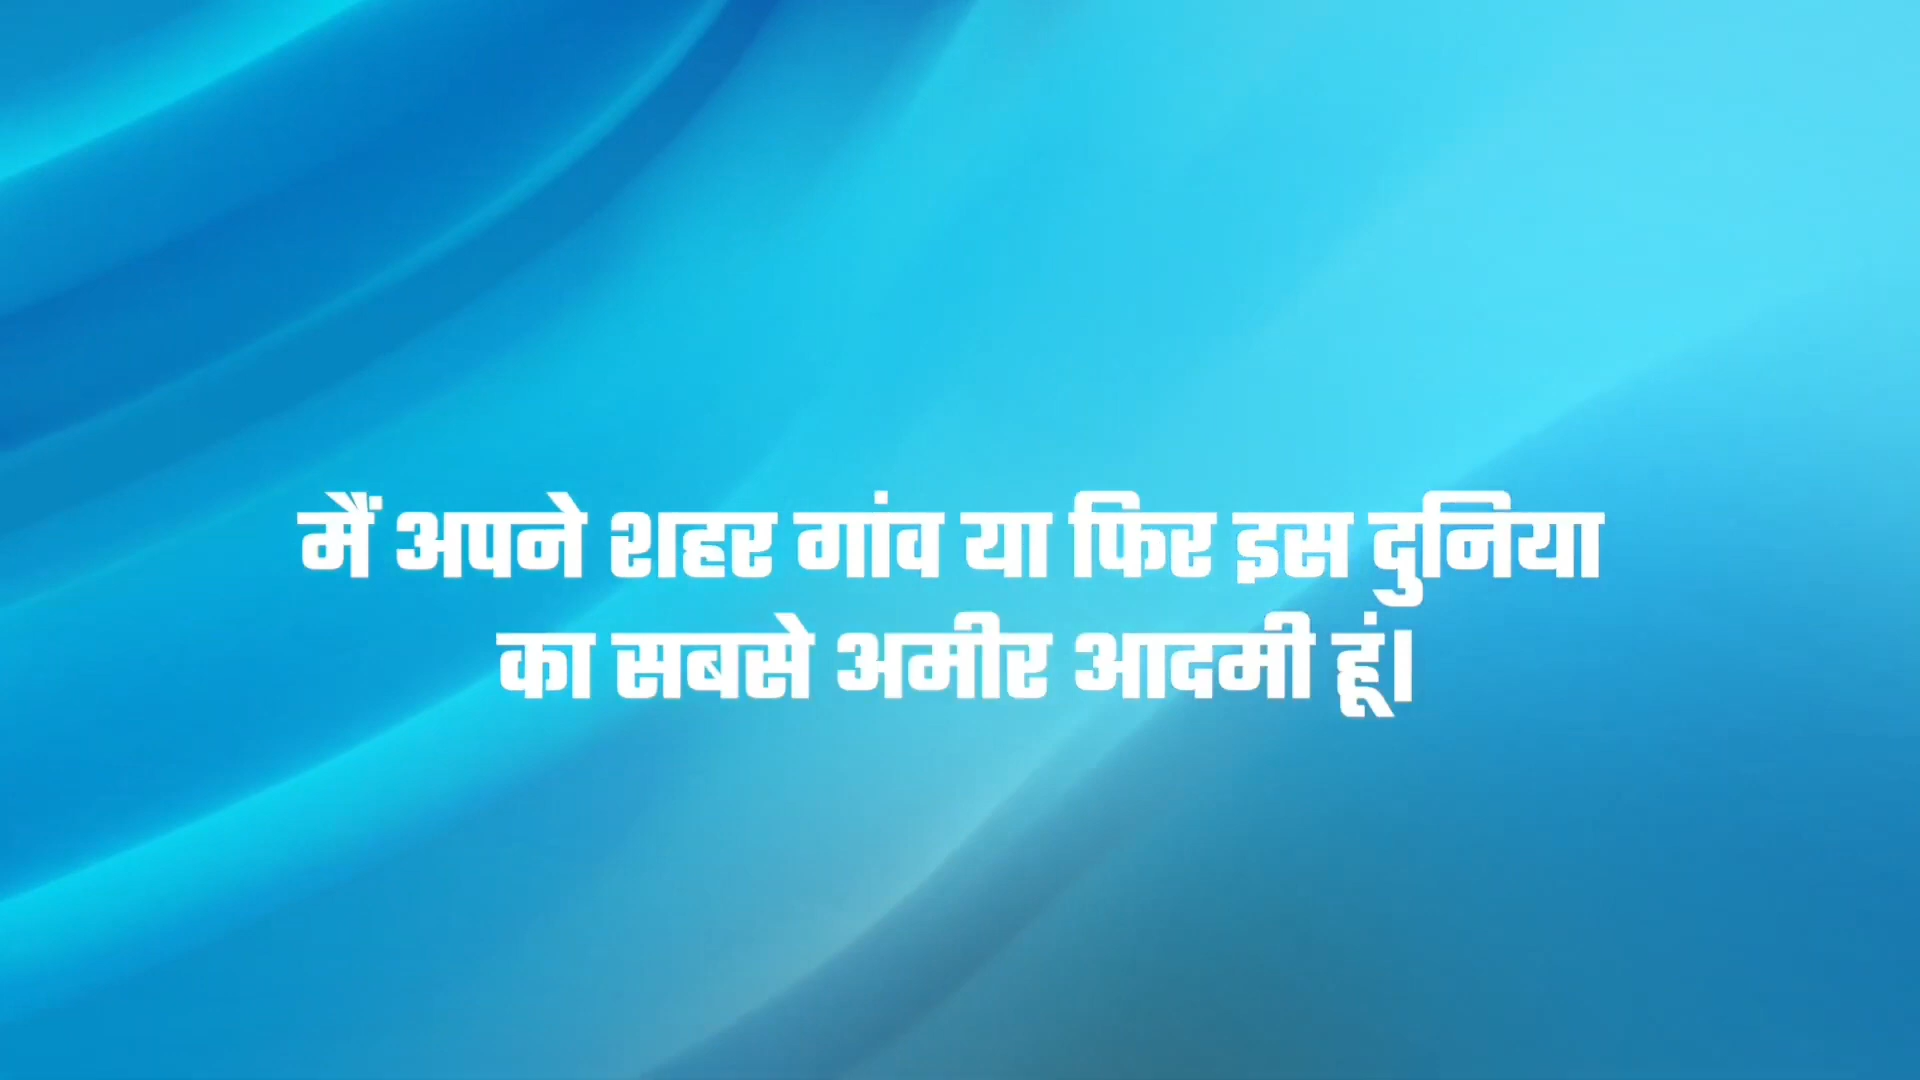 मैं अपने शहर गांव या फिर इस दुनिया
का सबसे अमीर आदमी हूं।